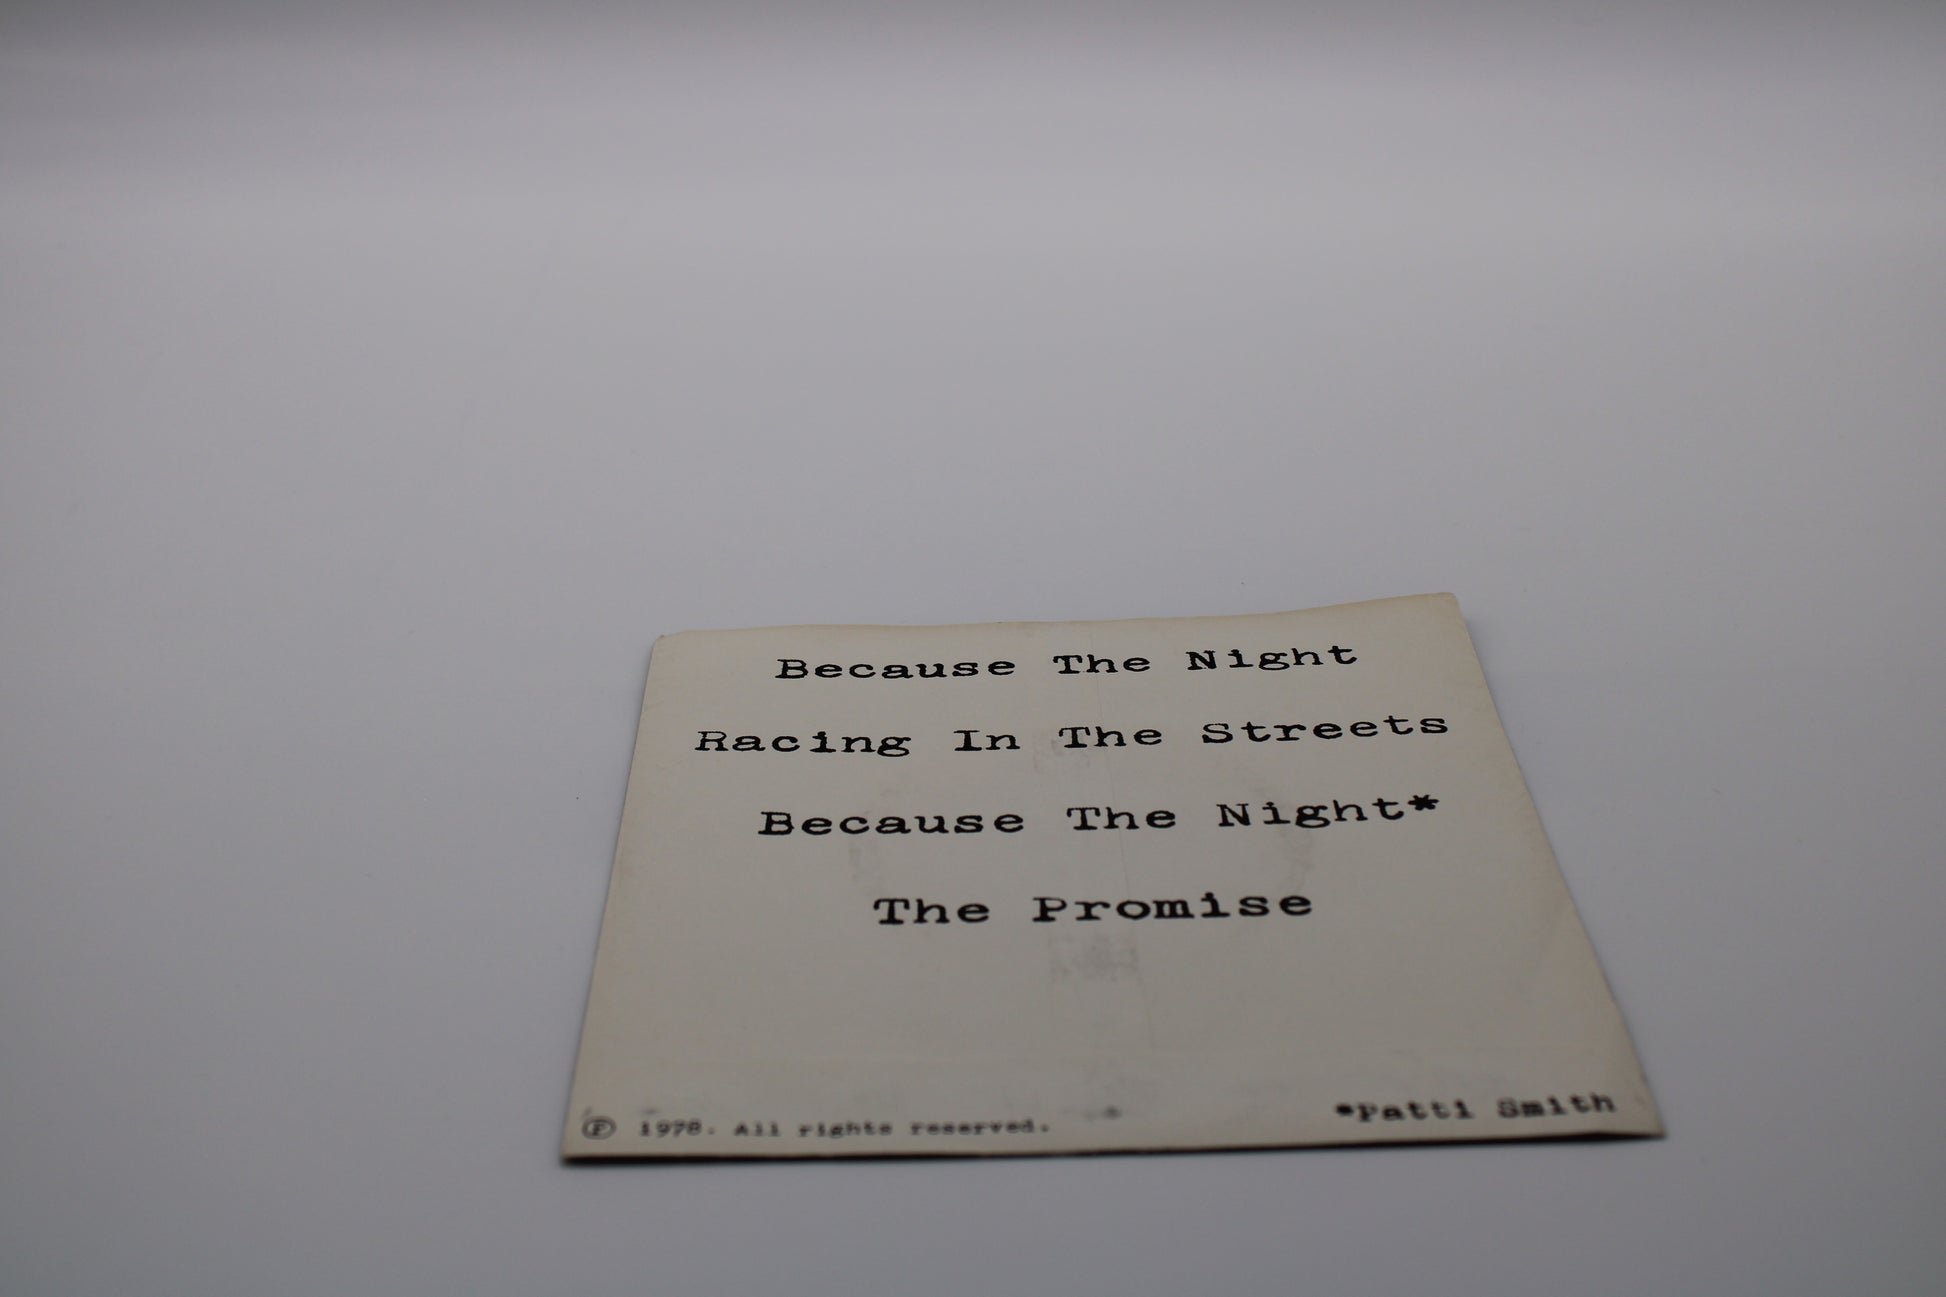 Because The Night
Racing In The Streets
Because The Night*
The Promise
*Patti Smith
Ⓟ 1978. All rights reserved.